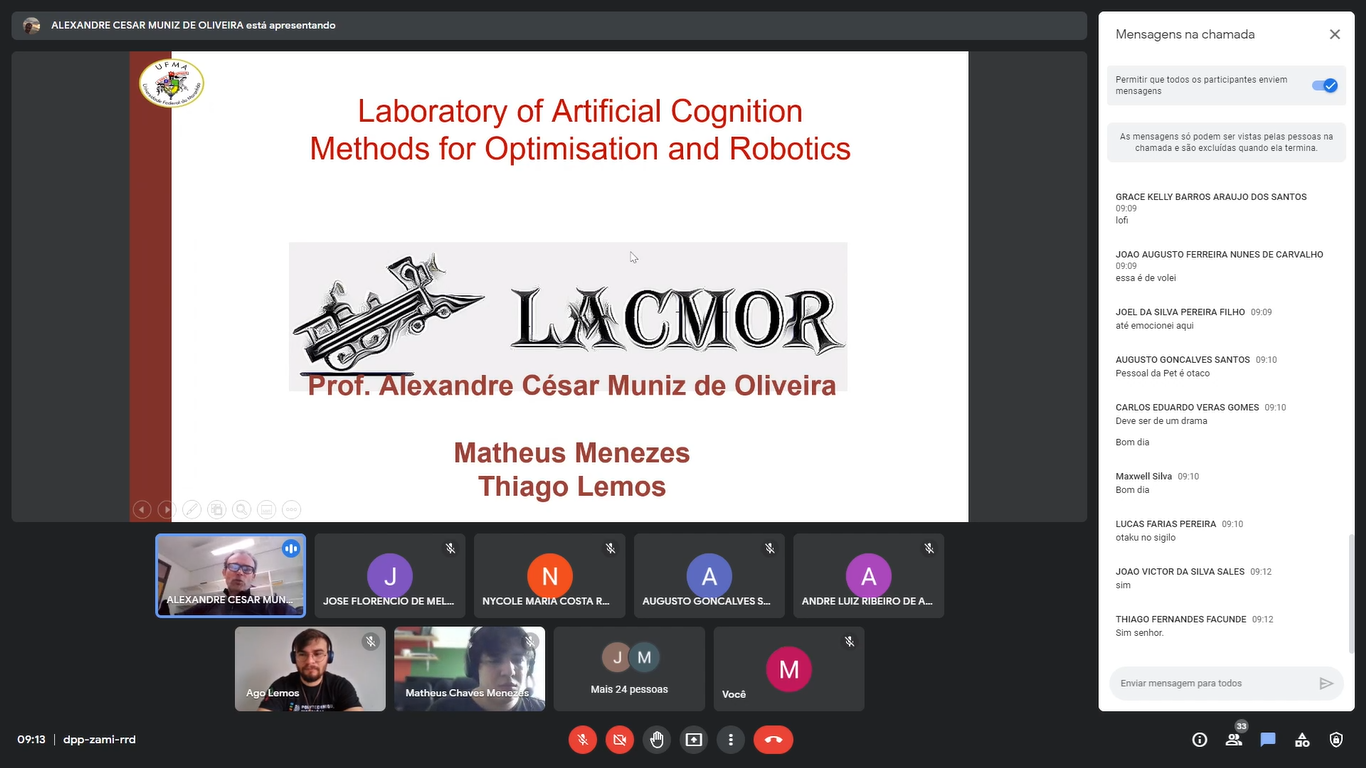 ALEXANDRE CESAR MUNIZ DE OLIVEIRA está apresentando
UFMA
Laboratory of Artificial Cognition
Methods for Optimisation and Robotics
LACMOR
Prof. Alexandre César Muniz de Oliveira
Matheus Menezes
Thiago Lemos
ALEXANDRE CESAR MUN...
J
JOSE FLORENCIO DE MEL...
N
NYCOLE MARIA COSTA R...
A
AUGUSTO GONCALVES S...
A
ANDRE LUIZ RIBEIRO DE A...
Ago Lemos
Matheus Chaves Menezes
J M
Mais 24 pessoas
M
Você
09:13 | dpp-zami-rrd
33
Mensagens na chamada
Permitir que todos os participantes enviem
mensagens
As mensagens só podem ser vistas pelas pessoas na
chamada e são excluídas quando ela termina.
GRACE KELLY BARROS ARAUJO DOS SANTOS
09:09
lofi
JOAO AUGUSTO FERREIRA NUNES DE CARVALHO
09:09
essa é de volei
JOEL DA SILVA PEREIRA FILHO 09:09
até emocionei aqui
AUGUSTO GONCALVES SANTOS 09:10
Pessoal da Pet é otaco
CARLOS EDUARDO VERAS GOMES 09:10
Deve ser de um drama
Bom dia
Maxwell Silva 09:10
Bom dia
LUCAS FARIAS PEREIRA 09:10
otaku no sigilo
JOAO VICTOR DA SILVA SALES 09:12
sim
THIAGO FERNANDES FACUNDE 09:12
Sim senhor.
Enviar mensagem para todos